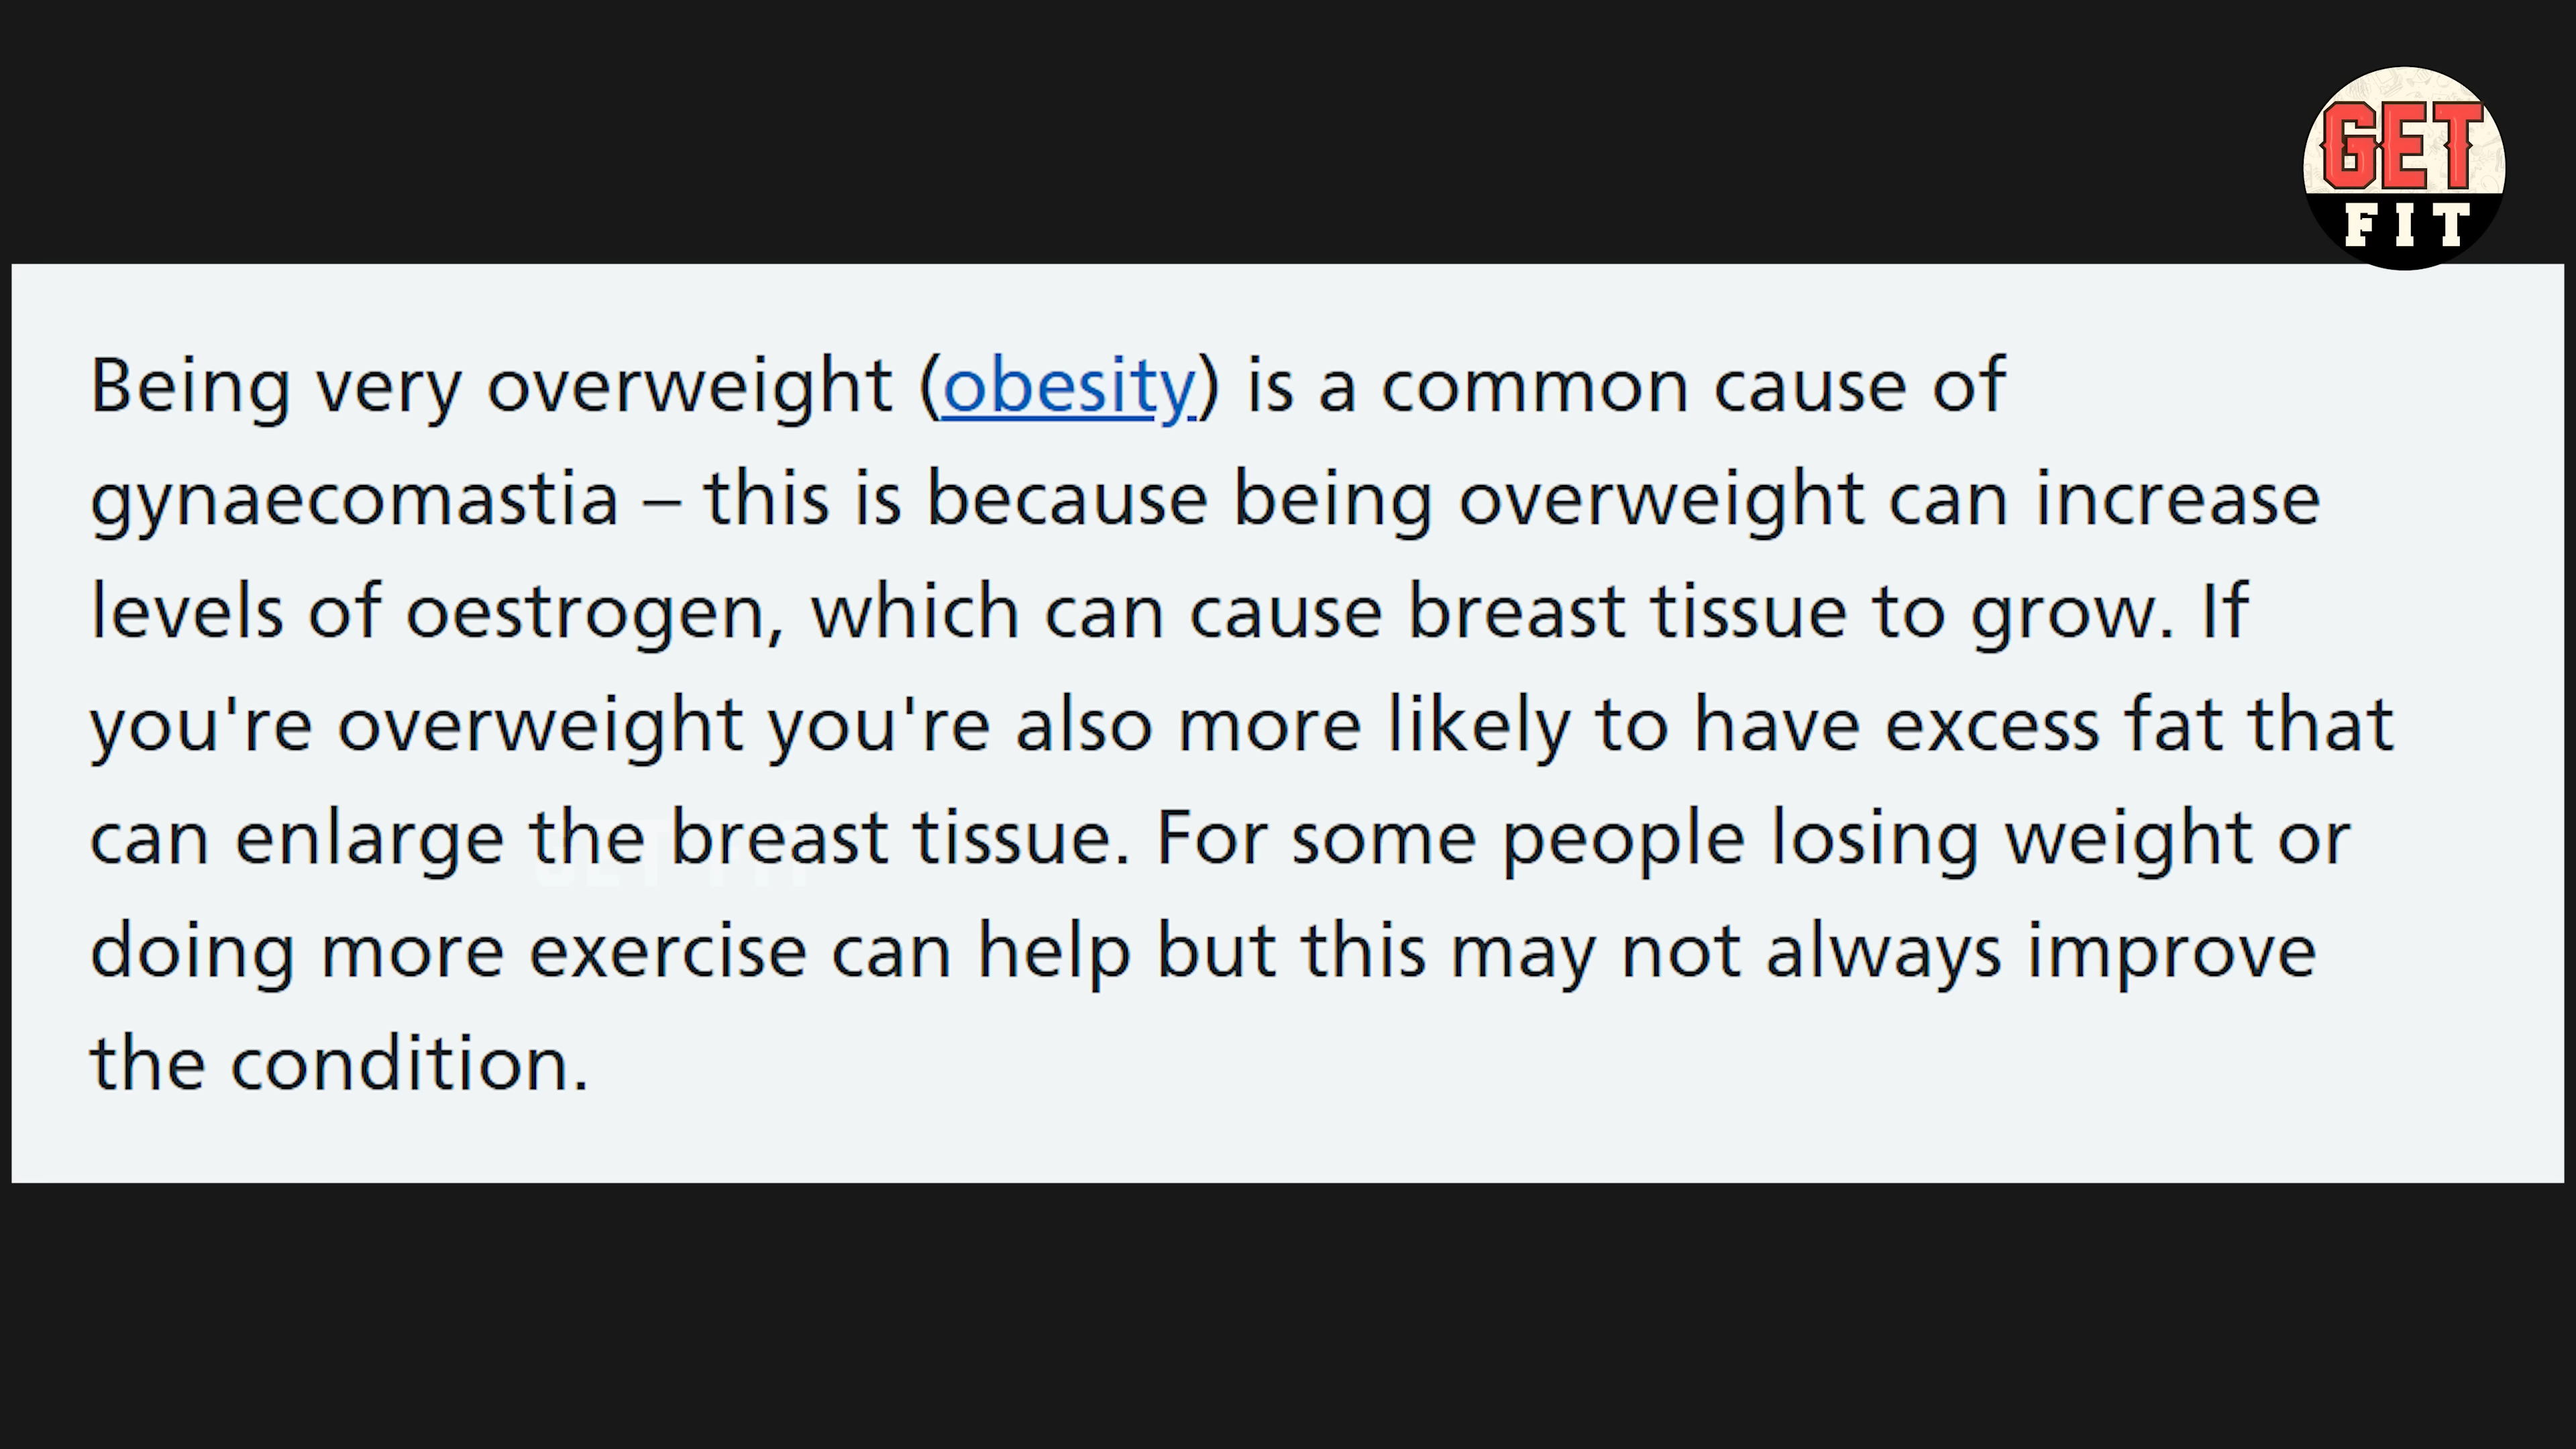 GET
FIT
Being very overweight (obesity) is a common cause of
gynaecomastia – this is because being overweight can increase
levels of oestrogen, which can cause breast tissue to grow. If
you're overweight you're also more likely to have excess fat that
can enlarge the breast tissue. For some people losing weight or
doing more exercise can help but this may not always improve
the condition.
GET FIT